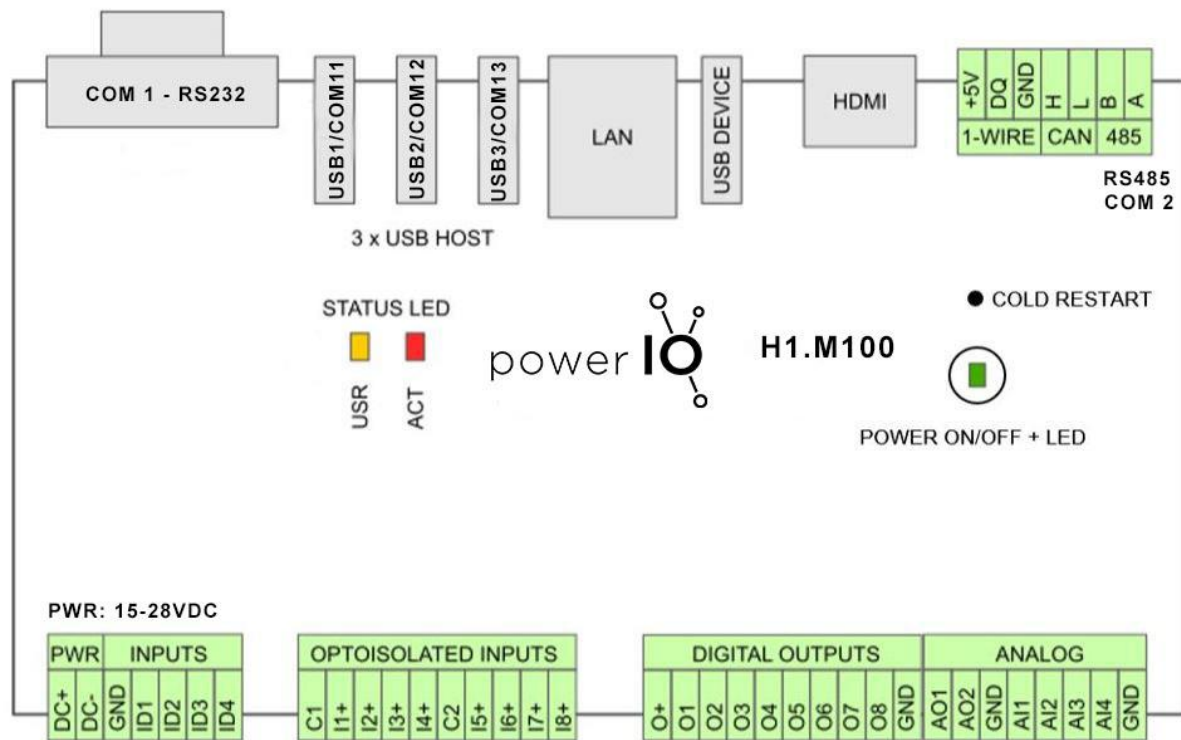 COM 1 - RS232
USB1/COM11
USB2/COM12
USB3/COM13
LAN
USB DEVICE
HDMI
+5V DQ GND H L B A
1-WIRE CAN 485
RS485
COM 2
3 x USB HOST
STATUS LED
USR
ACT
power IO
H1.M100
COLD RESTART
POWER ON/OFF + LED
PWR: 15-28VDC
PWR INPUTS
DC+ DC- GND ID1 ID2 ID3 ID4
OPTOISOLATED INPUTS
C1 I1+ I2+ I3+ I4+ C2 I5+ I6+ I7+ I8+
DIGITAL OUTPUTS ANALOG
O+ O1 O2 O3 O4 O5 O6 O7 O8 GND AO1 AO2 GND AI1 AI2 AI3 AI4 GND